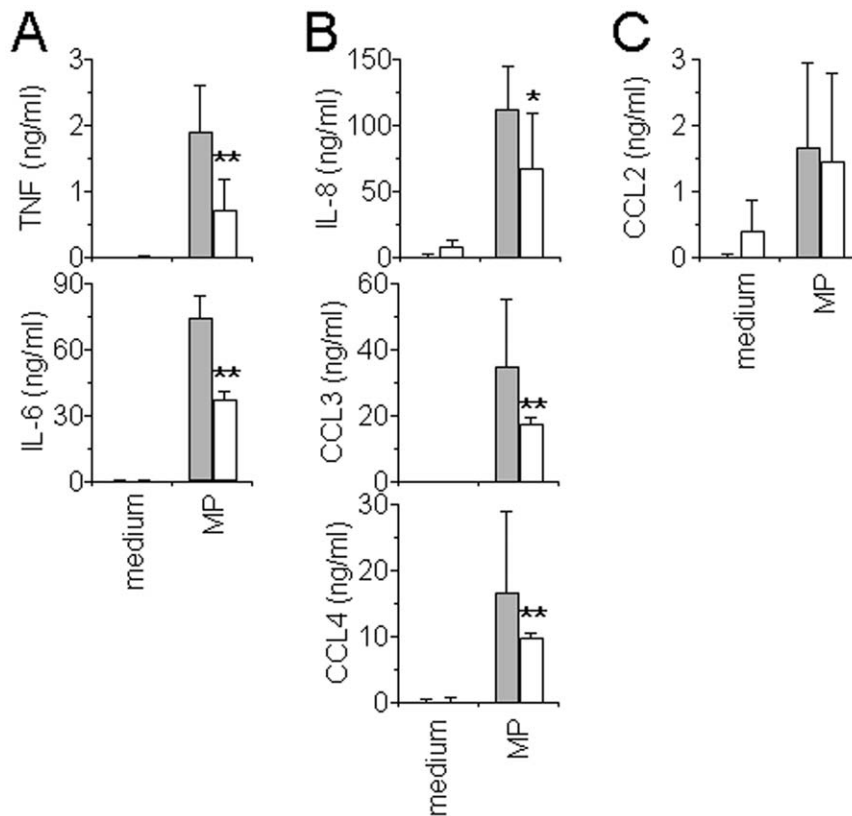 A
B
C
TNF (ng/ml)
3
2
1
0
**
IL-6 (ng/ml)
90
60
30
0
**
medium
MP
IL-8 (ng/ml)
150
100
50
0
*
CCL3 (ng/ml)
60
40
20
0
**
CCL4 (ng/ml)
30
20
10
0
**
medium
MP
CCL2 (ng/ml)
3
2
1
0
medium
MP